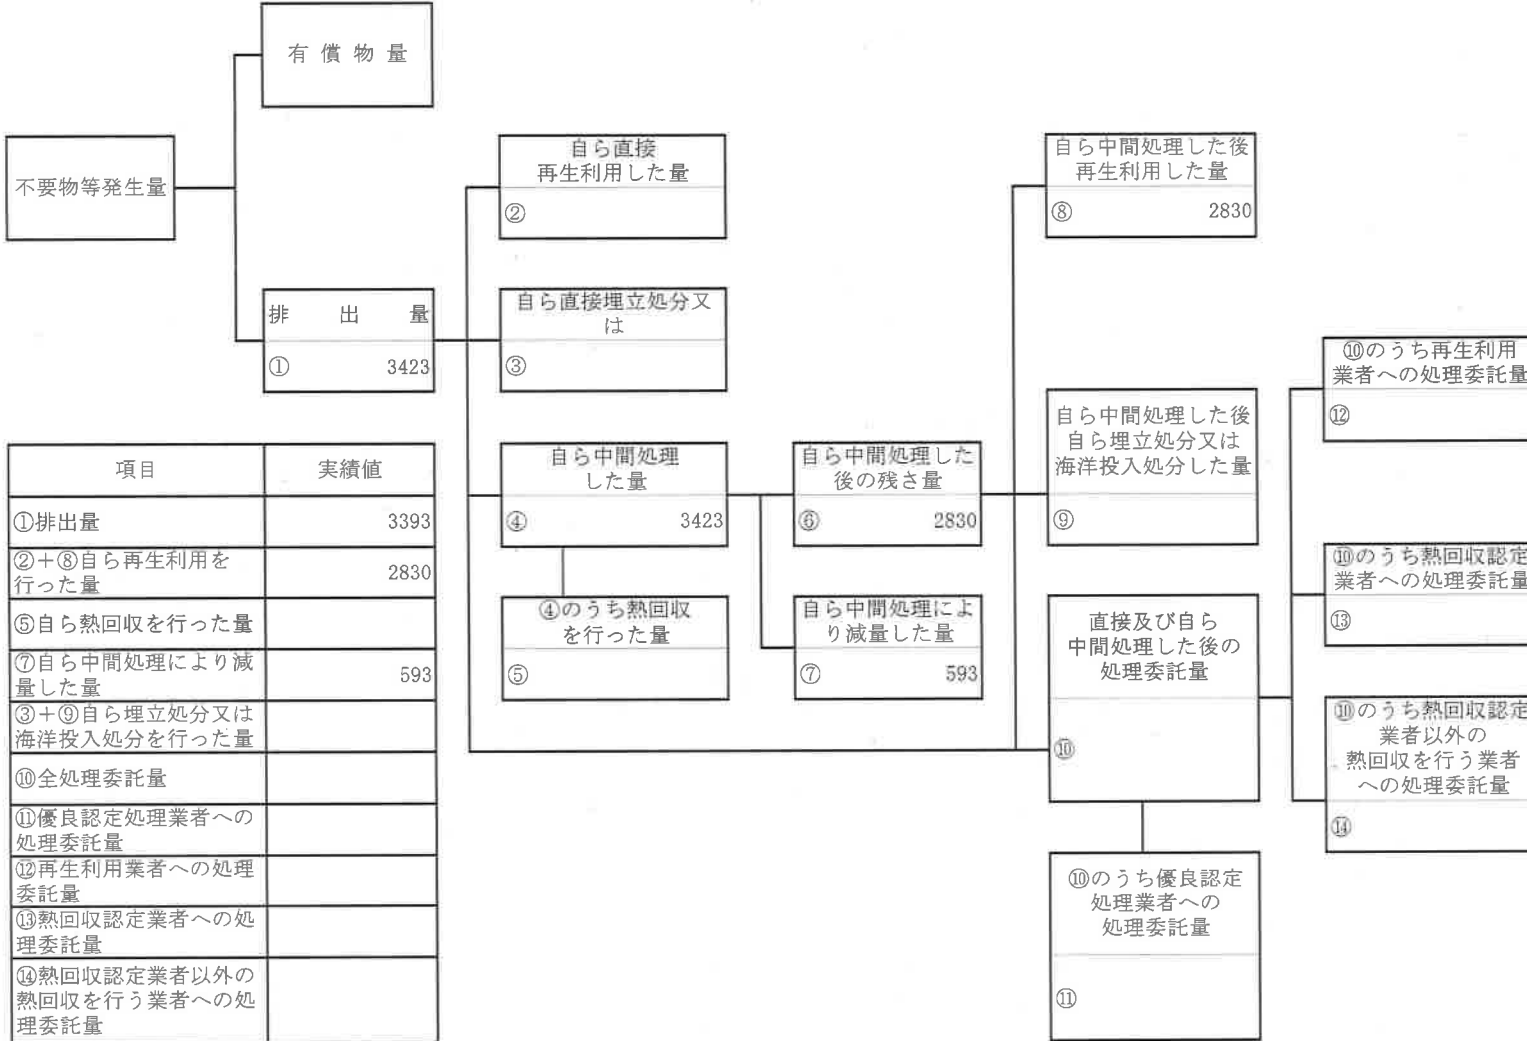 有償物量
不要物等発生量
排出量
① 3423
自ら直接
再生利用した量
②
自ら直接埋立処分又
は
③
自ら中間処理
した量
④ 3423
④のうち熱回収
を行った量
⑤
自ら中間処理した
後の残さ量
⑥ 2830
自ら中間処理によ
り減量した量
⑦ 593
自ら中間処理した後
再生利用した量
⑧ 2830
自ら中間処理した後
自ら埋立処分又は
海洋投入処分した量
⑨
直接及び自ら
中間処理した後の
処理委託量
⑩
⑩のうち優良認定
処理業者への
処理委託量
⑪
⑩のうち再生利用
業者への処理委託量
⑫
⑩のうち熱回収認定
業者への処理委託量
⑬
⑩のうち熱回収認定
業者以外の
熱回収を行う業者
への処理委託量
⑭
項目 実績値
①排出量 3393
②+⑧自ら再生利用を
行った量 2830
⑤自ら熱回収を行った量
⑦自ら中間処理により減
量した量 593
③+⑨自ら埋立処分又は
海洋投入処分を行った量
⑩全処理委託量
⑪優良認定処理業者への
処理委託量
⑫再生利用業者への処理
委託量
⑬熱回収認定業者への処
理委託量
⑭熱回収認定業者以外の
熱回収を行う業者への処
理委託量